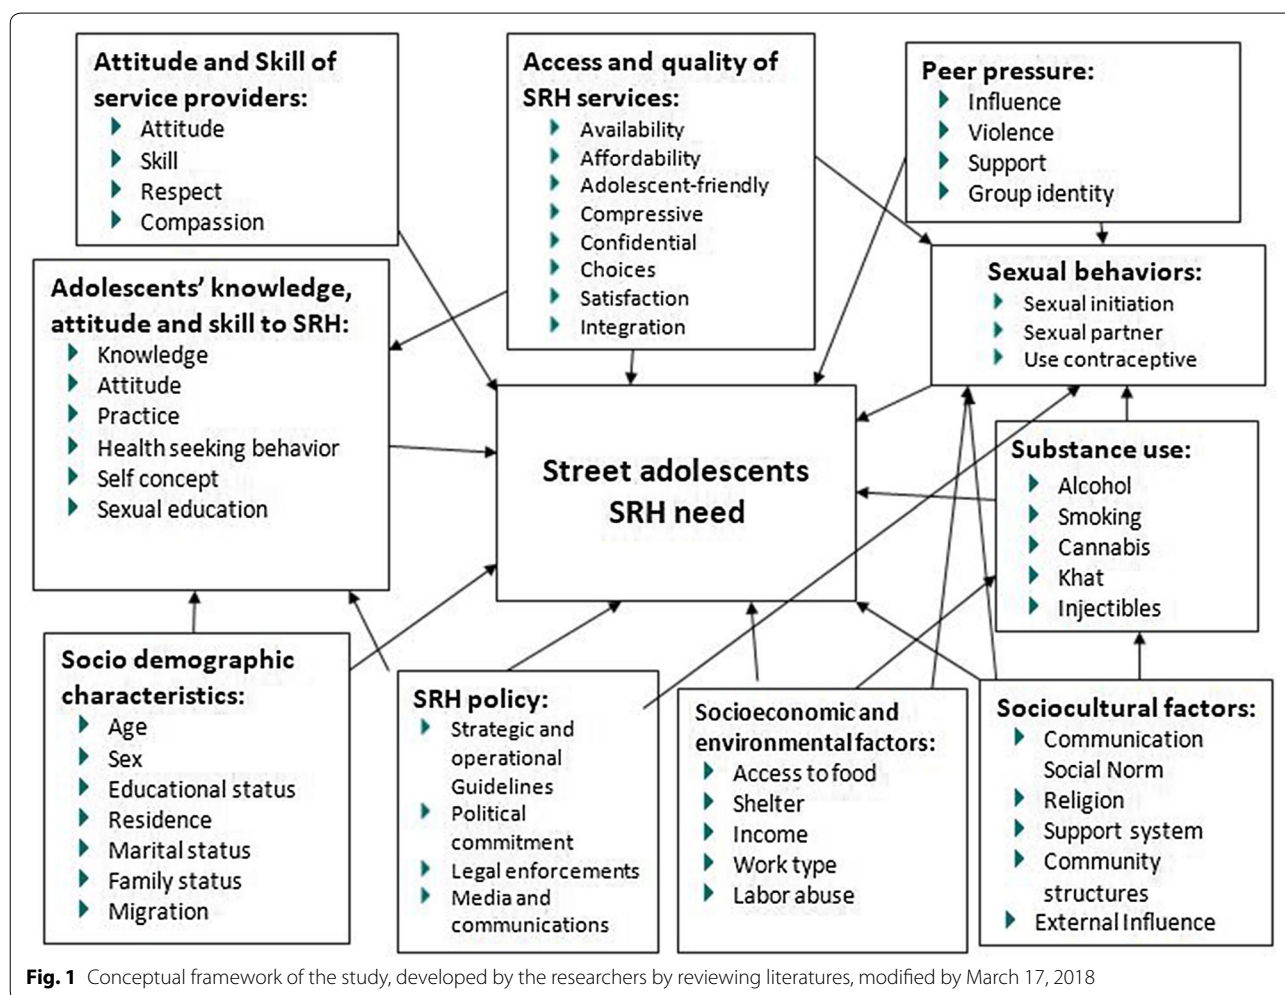 Attitude and Skill of
service providers:
Attitude
Skill
Respect
Compassion
Access and quality of
SRH services:
Availability
Affordability
Adolescent-friendly
Compressive
Confidential
Choices
Satisfaction
Integration
Peer pressure:
Influence
Violence
Support
Group identity
Adolescents’ knowledge,
attitude and skill to SRH:
Knowledge
Attitude
Practice
Health seeking behavior
Self concept
Sexual education
Sexual behaviors:
Sexual initiation
Sexual partner
Use contraceptive
Street adolescents
SRH need
Substance use:
Alcohol
Smoking
Cannabis
Khat
Injectibles
Socio demographic
characteristics:
Age
Sex
Educational status
Residence
Marital status
Family status
Migration
SRH policy:
Strategic and
operational
Guidelines
Political
commitment
Legal enforcements
Media and
communications
Socioeconomic and
environmental factors:
Access to food
Shelter
Income
Work type
Labor abuse
Sociocultural factors:
Communication
Social Norm
Religion
Support system
Community
structures
External Influence
Fig. 1 Conceptual framework of the study, developed by the researchers by reviewing literatures, modified by March 17, 2018